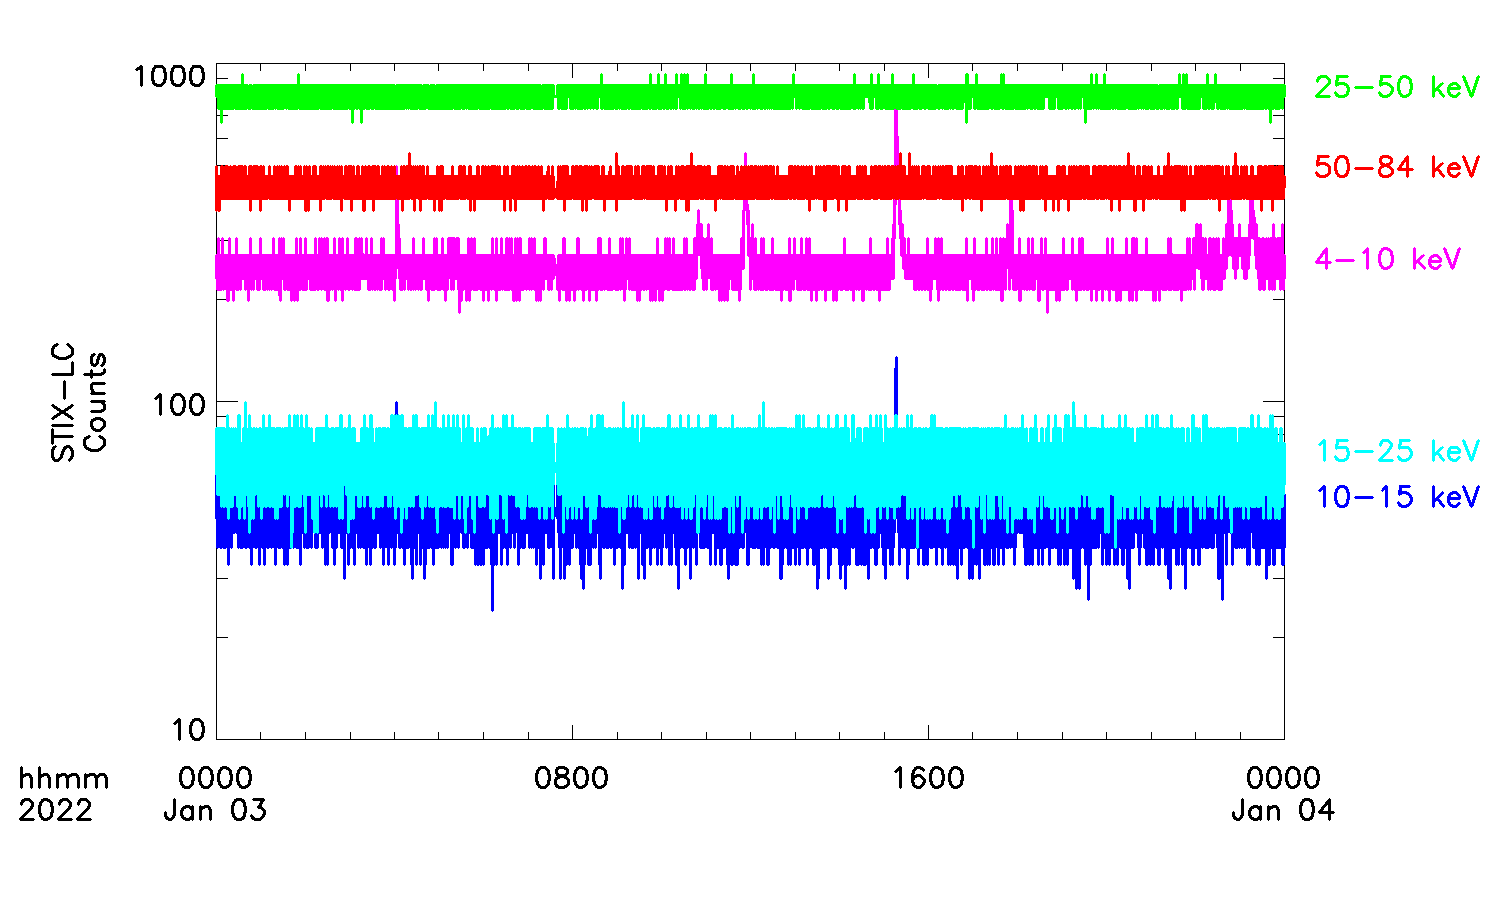 1000
25-50 keV
50-84 keV
4-10 keV
100
STIX-LC
Counts
15-25 keV
10-15 keV
10
hhmm 0000 0800 1600 0000
2022 Jan 03 Jan 04